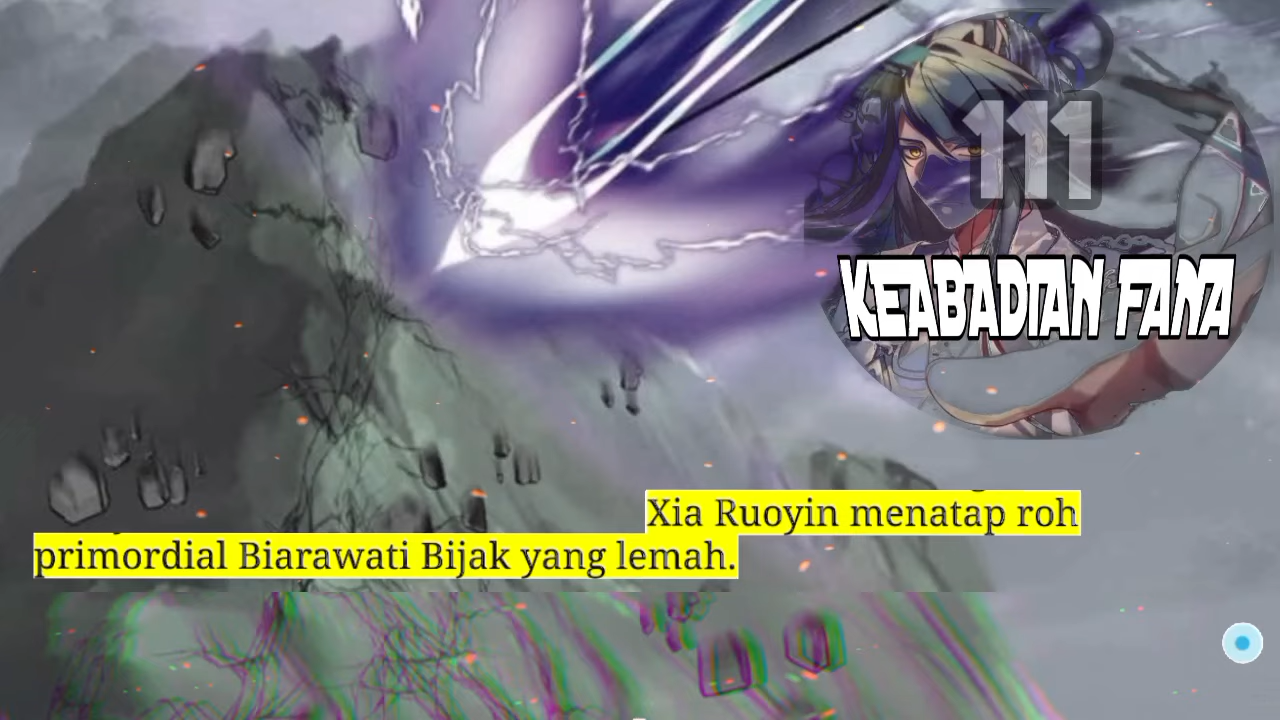 111
KEABADIAN FANA
Xia Ruoyin menatap roh
primordial Biarawati Bijak yang lemah.